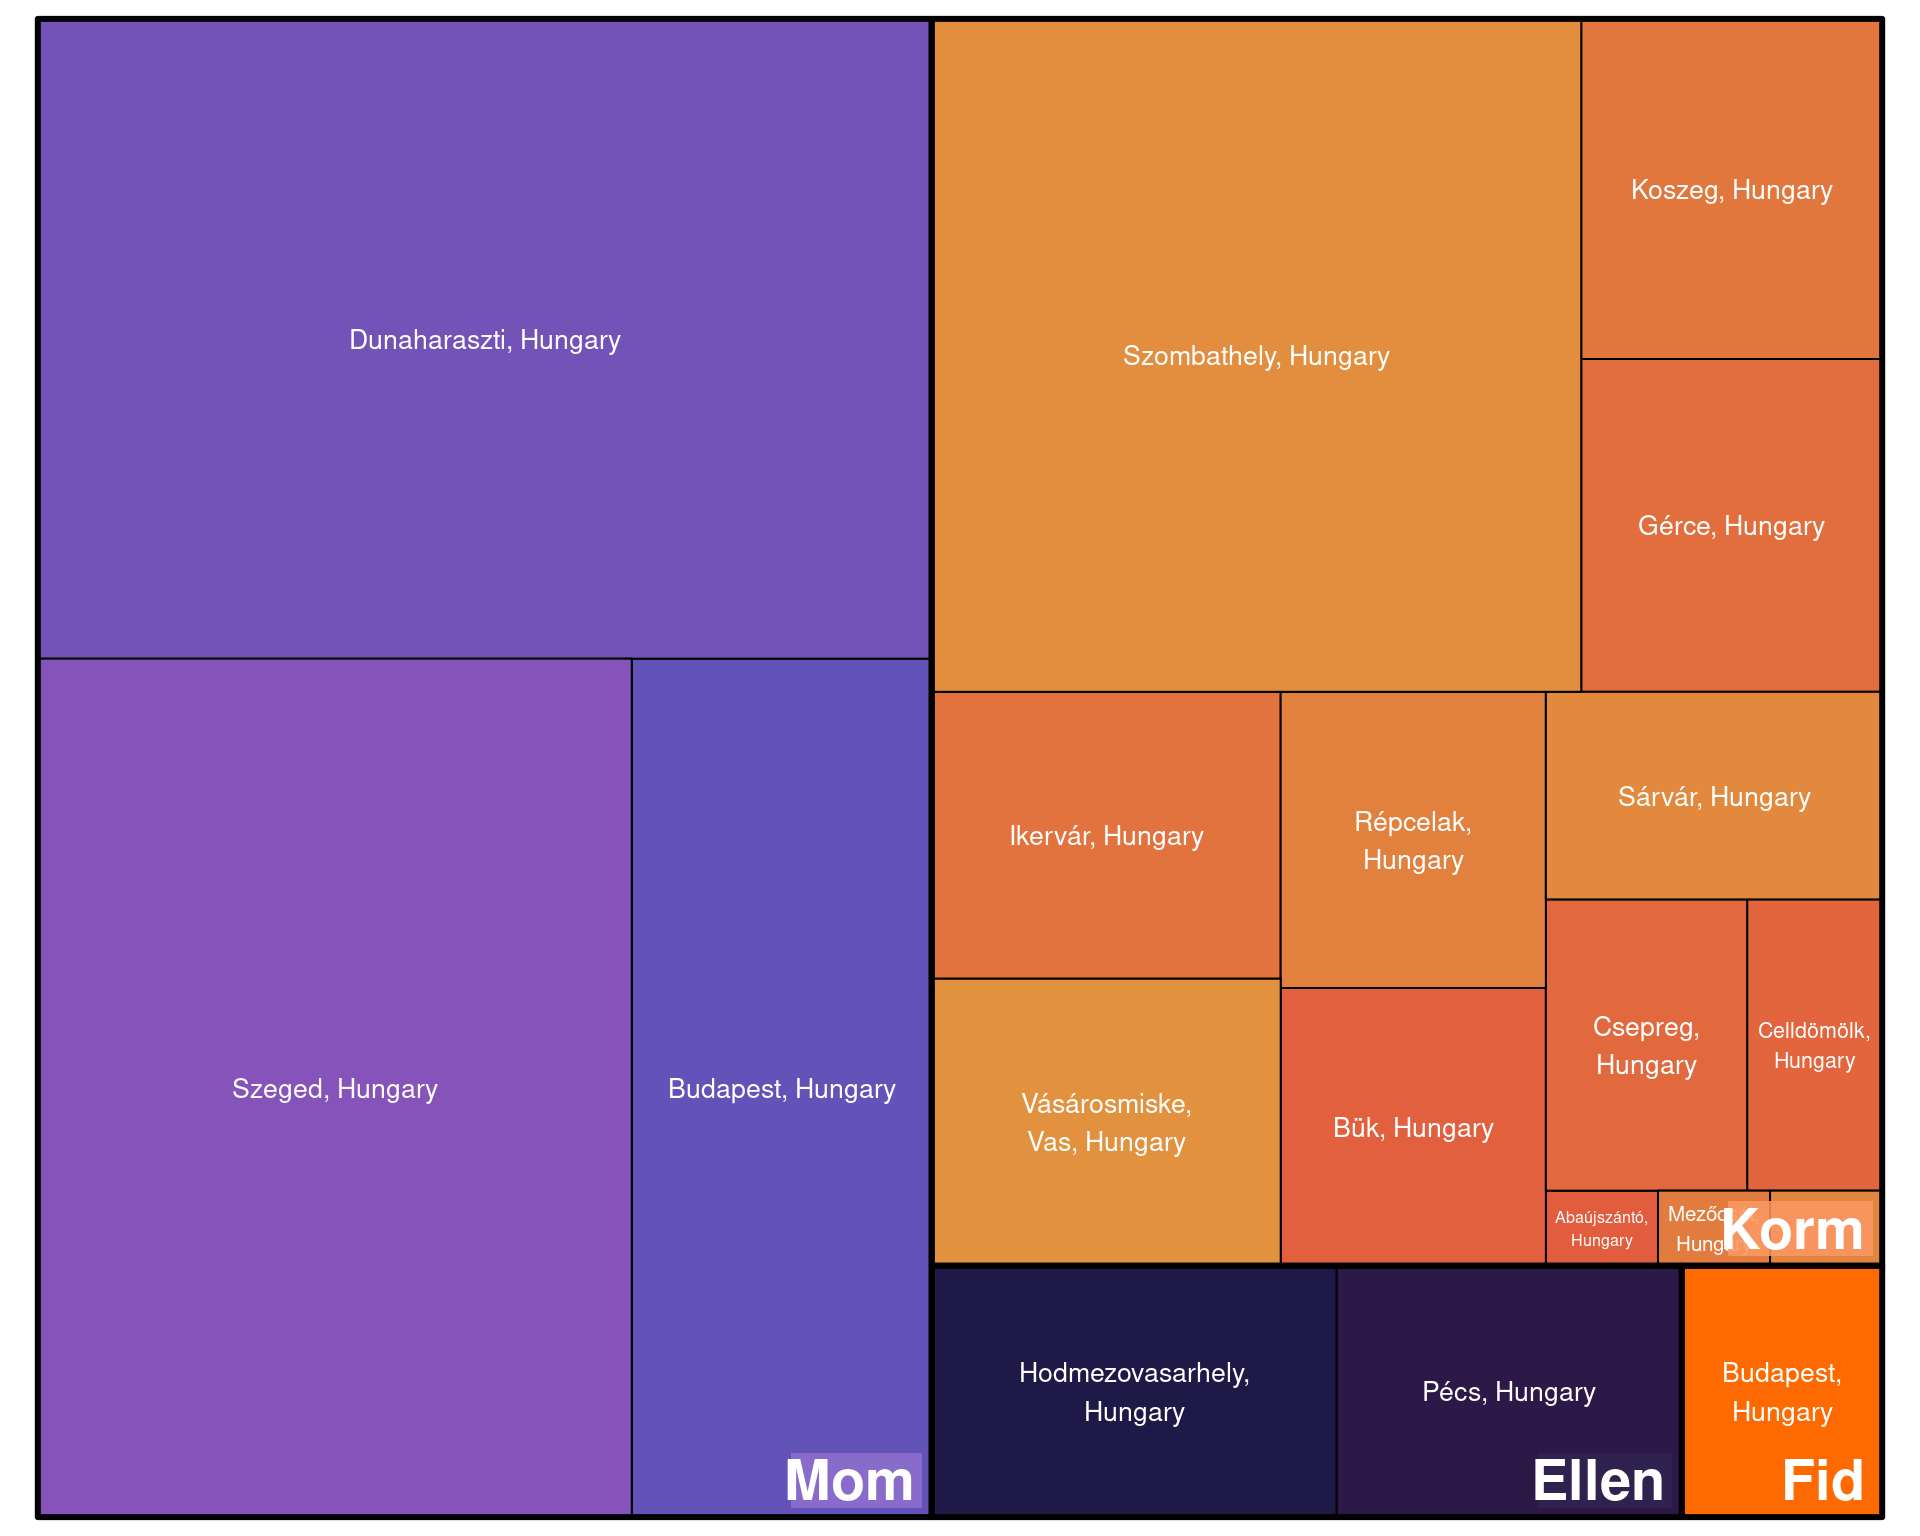 Dunaharaszti, Hungary
Szeged, Hungary
Budapest, Hungary
Mom
Szombathely, Hungary
Koszeg, Hungary
Gérce, Hungary
Ikervár, Hungary
Répcelak,
Hungary
Sárvár, Hungary
Vásárosmiske,
Vas, Hungary
Bük, Hungary
Csepreg,
Hungary
Celldömölk,
Hungary
Abaújszántó,
Hungary
Korm
Hodmezovasarhely,
Hungary
Pécs, Hungary
Ellen
Budapest,
Hungary
Fid